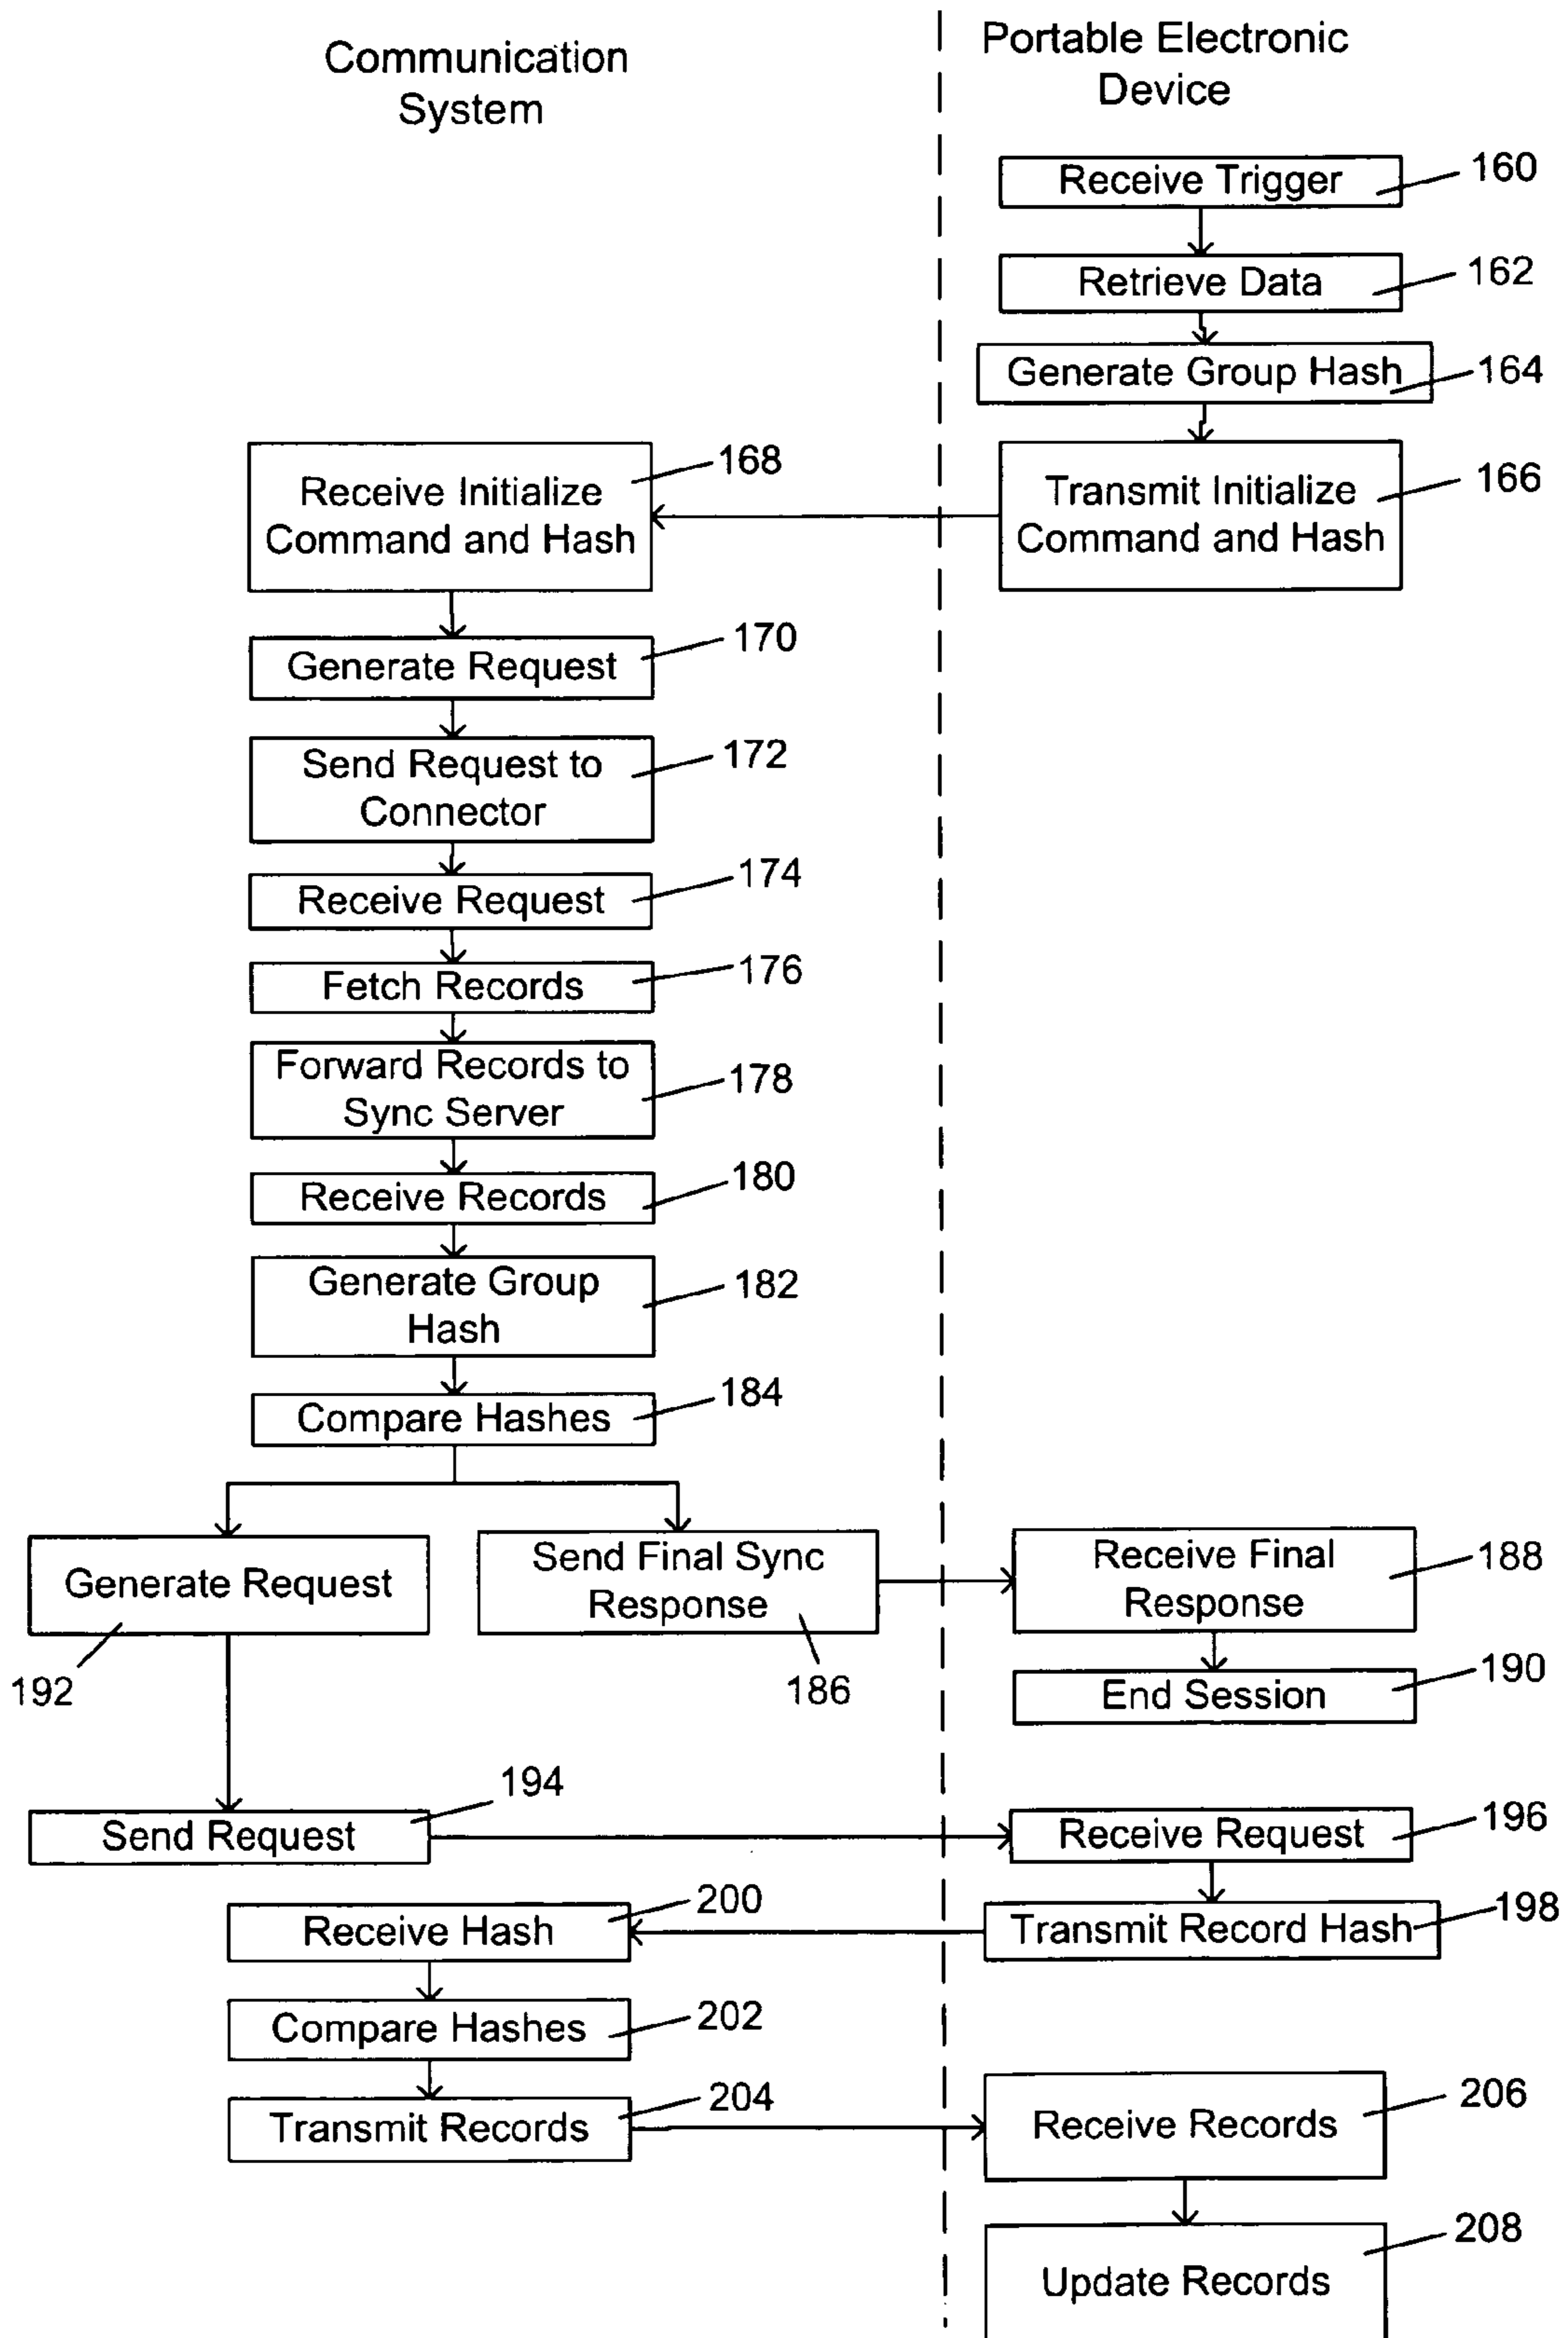 Communication
System
Portable Electronic
Device
Receive Trigger
160
Retrieve Data
162
Generate Group Hash
164
Transmit Initialize
Command and Hash
166
Receive Initialize
Command and Hash
168
Generate Request
170
Send Request to
Connector
172
Receive Request
174
Fetch Records
176
Forward Records to
Sync Server
178
Receive Records
180
Generate Group
Hash
182
Compare Hashes
184
Generate Request
192
Send Final Sync
Response
186
Receive Final
Response
188
End Session
190
Send Request
194
Receive Request
196
Transmit Record Hash
198
Receive Hash
200
Compare Hashes
202
Transmit Records
204
Receive Records
206
Update Records
208